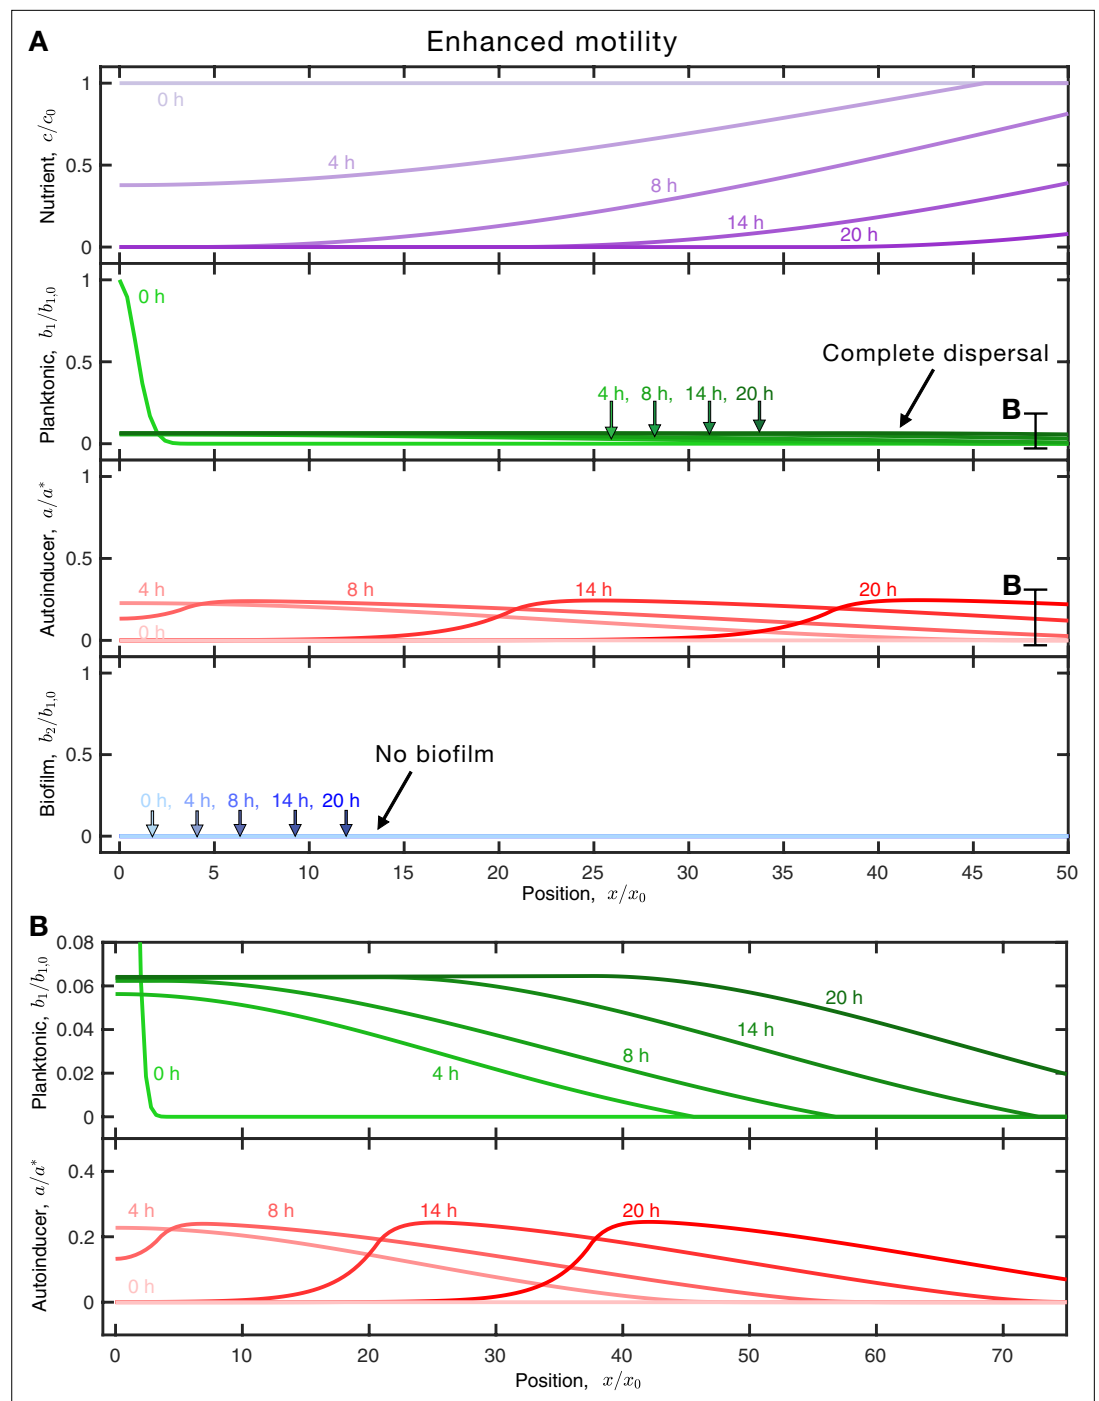 A
Enhanced motility
Nutrient, c/c₀
1
0.5
0
0 h
4 h
8 h
14 h
20 h
Planktonic, b₁/b₁,₀
1
0.5
0
0 h
Complete dispersal
4 h, 8 h, 14 h, 20 h
B
Autoinducer, a/a*
1
0.5
0
4 h
8 h
14 h
20 h
B
0 h
Biofilm, b₂/b₁,₀
1
0.5
0
No biofilm
0 h, 4 h, 8 h, 14 h, 20 h
0 5 10 15 20 25 30 35 40 45 50
Position, x/x₀
B
Planktonic, b₁/b₁,₀
0.08
0.06
0.04
0.02
0
20 h
14 h
8 h
0 h
4 h
Autoinducer, a/a*
0.4
0.2
0
4 h
8 h
14 h
20 h
0 h
0 10 20 30 40 50 60 70
Position, x/x₀